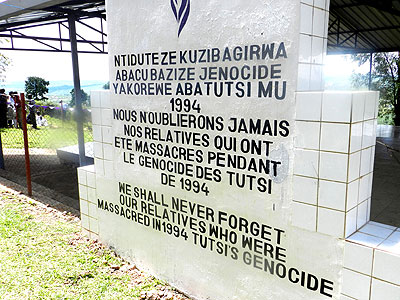 NTIDUTEZE KUZIBAGIRWA
ABACU BAZIZE JENOCIDE
YAKOREWE ABATUTSI MU
1994
NOUS N'OUBLIERONS JAMAIS
NOS RELATIVES QUI ONT
ETE MASSACRES PENDANT
LE GENOCIDE DES TUTSI
DE 1994
WE SHALL NEVER FORGET
OUR RELATIVES WHO WERE
MASSACRED IN 1994 TUTSI'S GENOCIDE